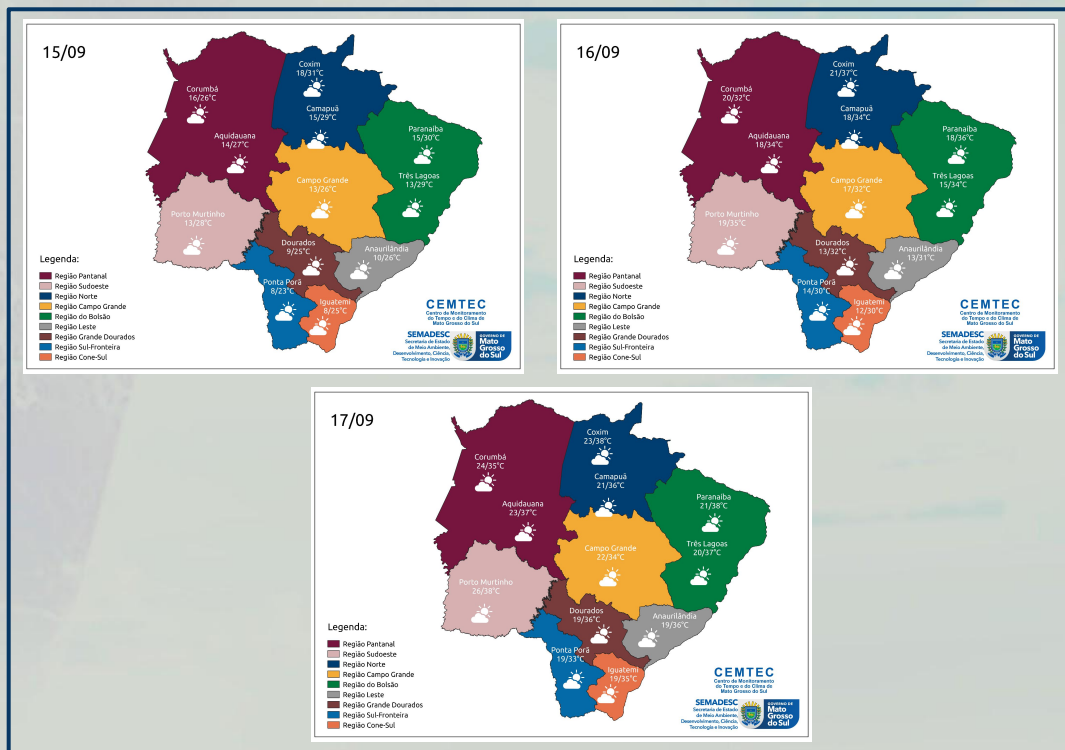 15/09
Coxim
18/31°C
Corumbá
16/26°C
Camapuã
15/29°C
Paranaíba
15/30°C
Aquidauana
14/27°C
Campo Grande
13/26°C
Três Lagoas
13/29°C
Porto Murtinho
13/28°C
Dourados
9/25°C
Anaurilândia
10/26°C
Ponta Porã
8/23°C
Iguatemi
8/25°C
Legenda:
Região Pantanal
Região Sudoeste
Região Norte
Região Campo Grande
Região do Bolsão
Região Leste
Região Grande Dourados
Região Sul-Fronteira
Região Cone-Sul
CEMTEC
Centro de Monitoramento
do Tempo e do Clima de
Mato Grosso do Sul
SEMADESC
Secretaria de Estado
de Meio Ambiente,
Desenvolvimento, Ciência,
Tecnologia e Inovação
GOVERNO DE
Mato
Grosso
do Sul
16/09
Coxim
21/37°C
Corumbá
20/32°C
Camapuã
18/34°C
Paranaíba
18/36°C
Aquidauana
18/34°C
Campo Grande
17/32°C
Três Lagoas
15/34°C
Porto Murtinho
19/35°C
Dourados
13/32°C
Anaurilândia
13/31°C
Ponta Porã
14/30°C
Iguatemi
12/30°C
Legenda:
Região Pantanal
Região Sudoeste
Região Norte
Região Campo Grande
Região do Bolsão
Região Leste
Região Grande Dourados
Região Sul-Fronteira
Região Cone-Sul
CEMTEC
Centro de Monitoramento
do Tempo e do Clima de
Mato Grosso do Sul
SEMADESC
Secretaria de Estado
de Meio Ambiente,
Desenvolvimento, Ciência,
Tecnologia e Inovação
GOVERNO DE
Mato
Grosso
do Sul
17/09
Coxim
23/38°C
Corumbá
24/35°C
Camapuã
21/36°C
Paranaíba
21/38°C
Aquidauana
23/37°C
Campo Grande
22/34°C
Três Lagoas
20/37°C
Porto Murtinho
26/38°C
Dourados
19/36°C
Anaurilândia
19/36°C
Ponta Porã
19/33°C
Iguatemi
19/35°C
Legenda:
Região Pantanal
Região Sudoeste
Região Norte
Região Campo Grande
Região do Bolsão
Região Leste
Região Grande Dourados
Região Sul-Fronteira
Região Cone-Sul
CEMTEC
Centro de Monitoramento
do Tempo e do Clima de
Mato Grosso do Sul
SEMADESC
Secretaria de Estado
de Meio Ambiente,
Desenvolvimento, Ciência,
Tecnologia e Inovação
GOVERNO DE
Mato
Grosso
do Sul